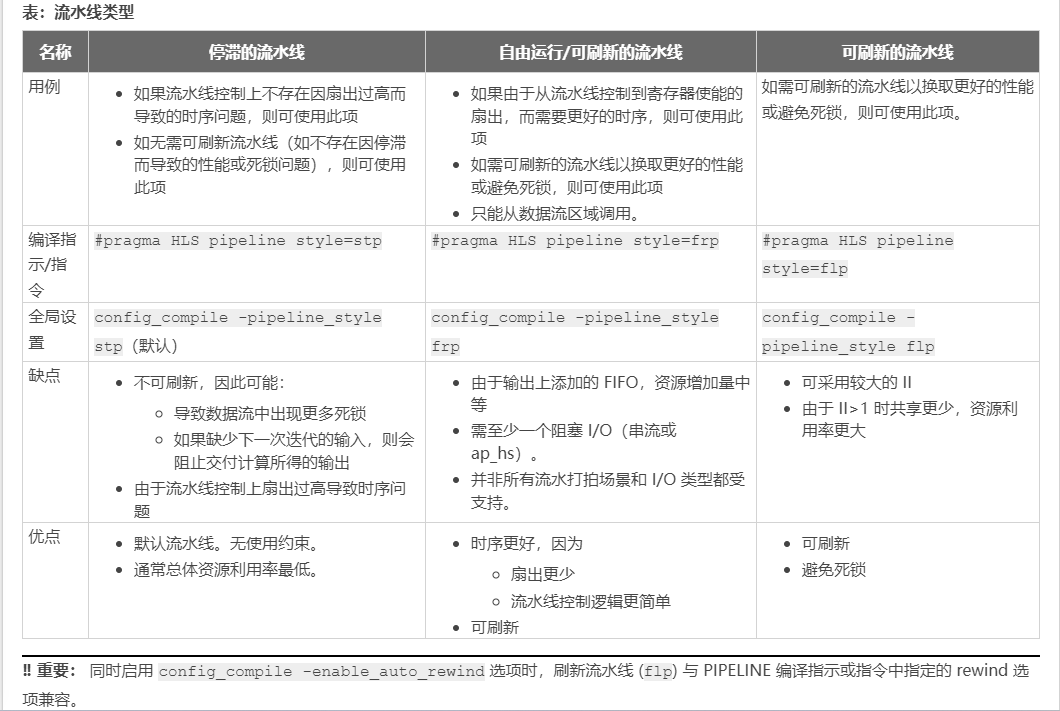 表：流水线类型
名称
停滞的流水线
自由运行/可刷新的流水线
可刷新的流水线
用例
如果流水线控制上不存在因扇出过高而
导致的时序问题，则可使用此项
如无需可刷新流水线（如不存在因停滞
而导致的性能或死锁问题），则可使用
此项
如果由于从流水线控制到寄存器使能的
扇出，而需要更好的时序，则可使用此
项
如需可刷新的流水线以换取更好的性能
或避免死锁，则可使用此项
只能从数据流区域调用。
如需可刷新的流水线以换取更好的性能
或避免死锁，则可使用此项。
编译指
示/指
令
#pragma HLS pipeline style=stp
#pragma HLS pipeline style=frp
#pragma HLS pipeline
style=flp
全局设
置
config_compile -pipeline_style
stp（默认）
config_compile -pipeline_style
frp
config_compile -
pipeline_style flp
缺点
不可刷新，因此可能：
导致数据流中出现更多死锁
如果缺少下一次迭代的输入，则会
阻止交付计算所得的输出
由于流水线控制上扇出过高导致时序问
题
由于输出上添加的 FIFO，资源增加量中
等
需至少一个阻塞 I/O（串流或
ap_hs）。
并非所有流水打拍场景和 I/O 类型都受
支持。
可采用较大的 II
由于 II>1 时共享更少，资源利
用率更大
优点
默认流水线。无使用约束。
通常总体资源利用率最低。
时序更好，因为
扇出更少
流水线控制逻辑更简单
可刷新
可刷新
避免死锁
!! 重要： 同时启用 config_compile -enable_auto_rewind 选项时，刷新流水线 (flp) 与 PIPELINE 编译指示或指令中指定的 rewind 选
项兼容。